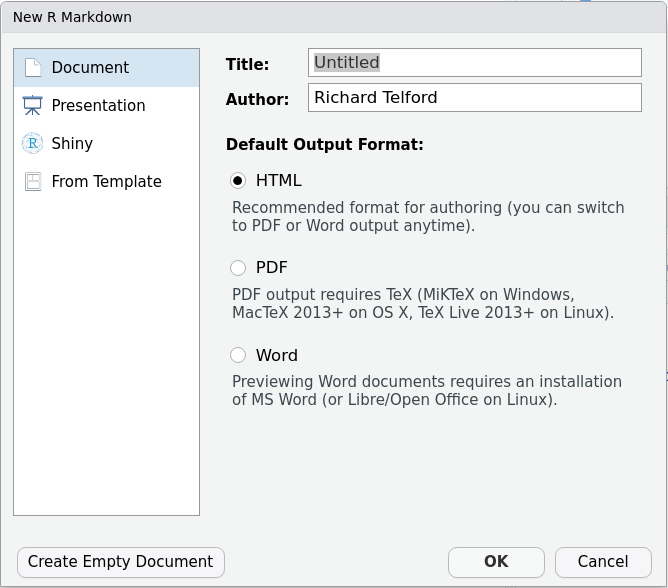 New R Markdown
Document
Presentation
Shiny
From Template
Title: Untitled
Author: Richard Telford
Default Output Format:
HTML
Recommended format for authoring (you can switch
to PDF or Word output anytime).
PDF
PDF output requires TeX (MiKTeX on Windows,
MacTeX 2013+ on OS X, TeX Live 2013+ on Linux).
Word
Previewing Word documents requires an installation
of MS Word (or Libre/Open Office on Linux).
Create Empty Document
OK
Cancel